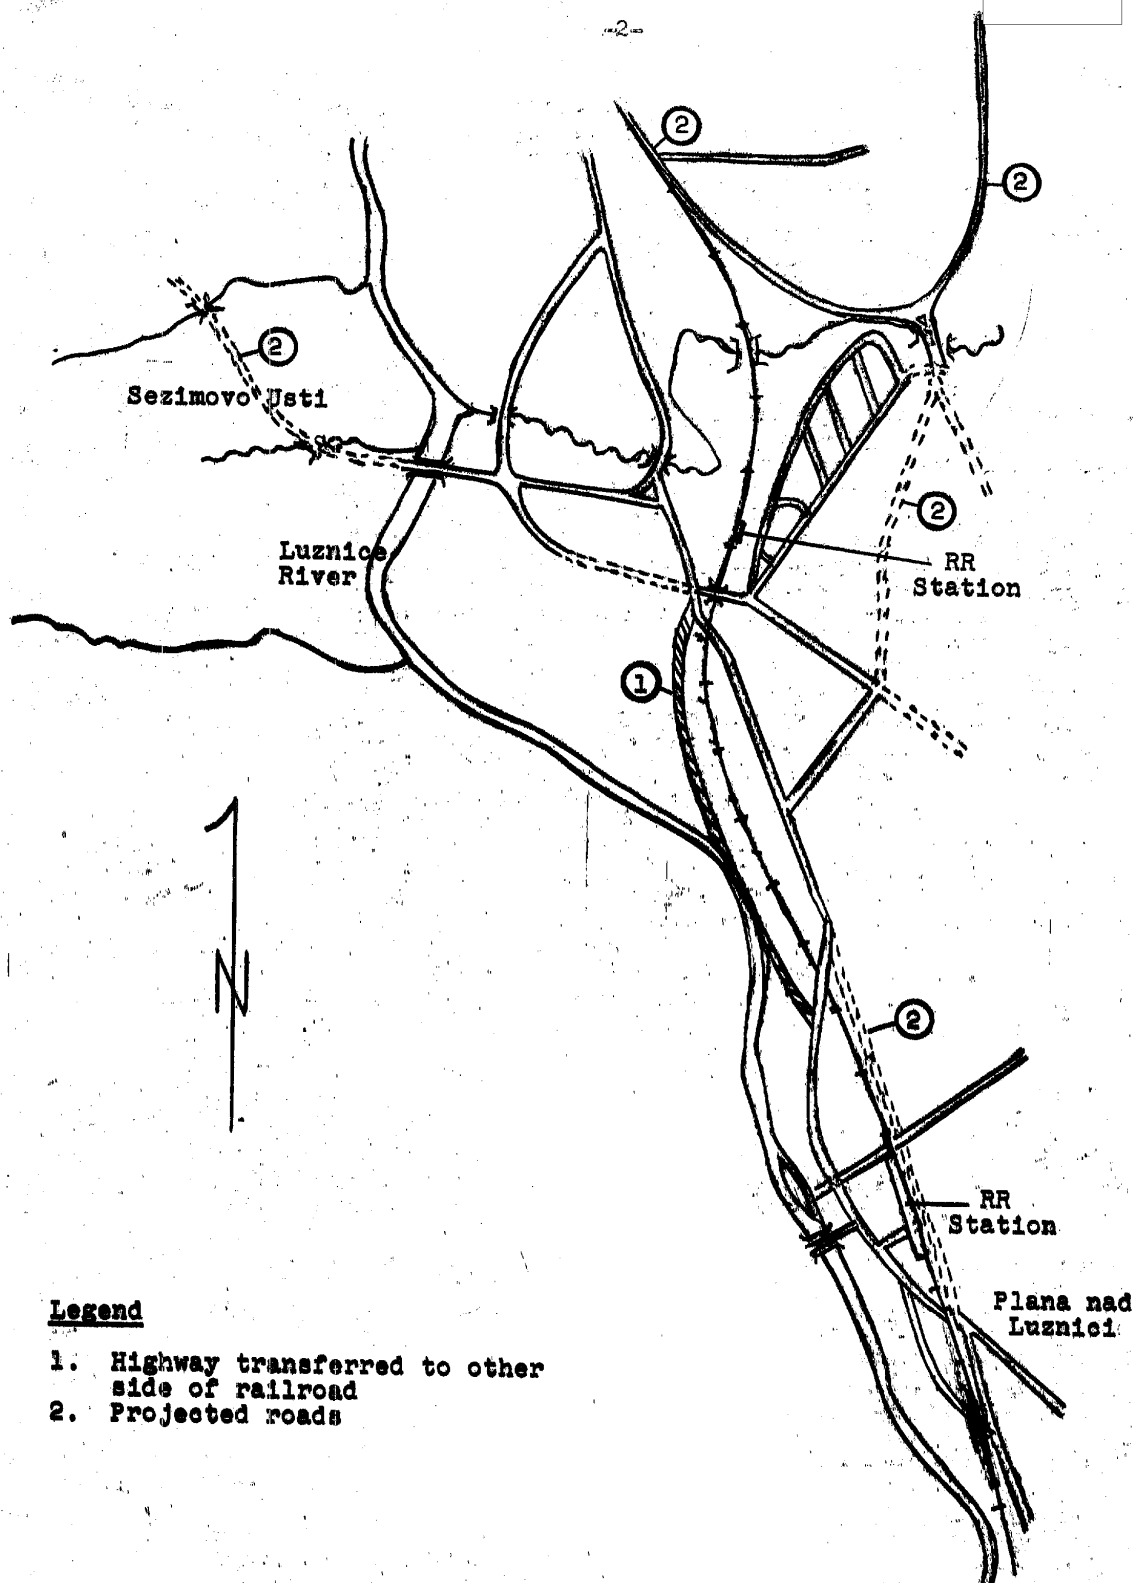 -2-
2
2
2
Sezimovo Usti
2
Luznice
River
RR
Station
1
N
2
RR
Station
Plana nad
Luznici
Legend
1. Highway transferred to other
side of railroad
2. Projected roads